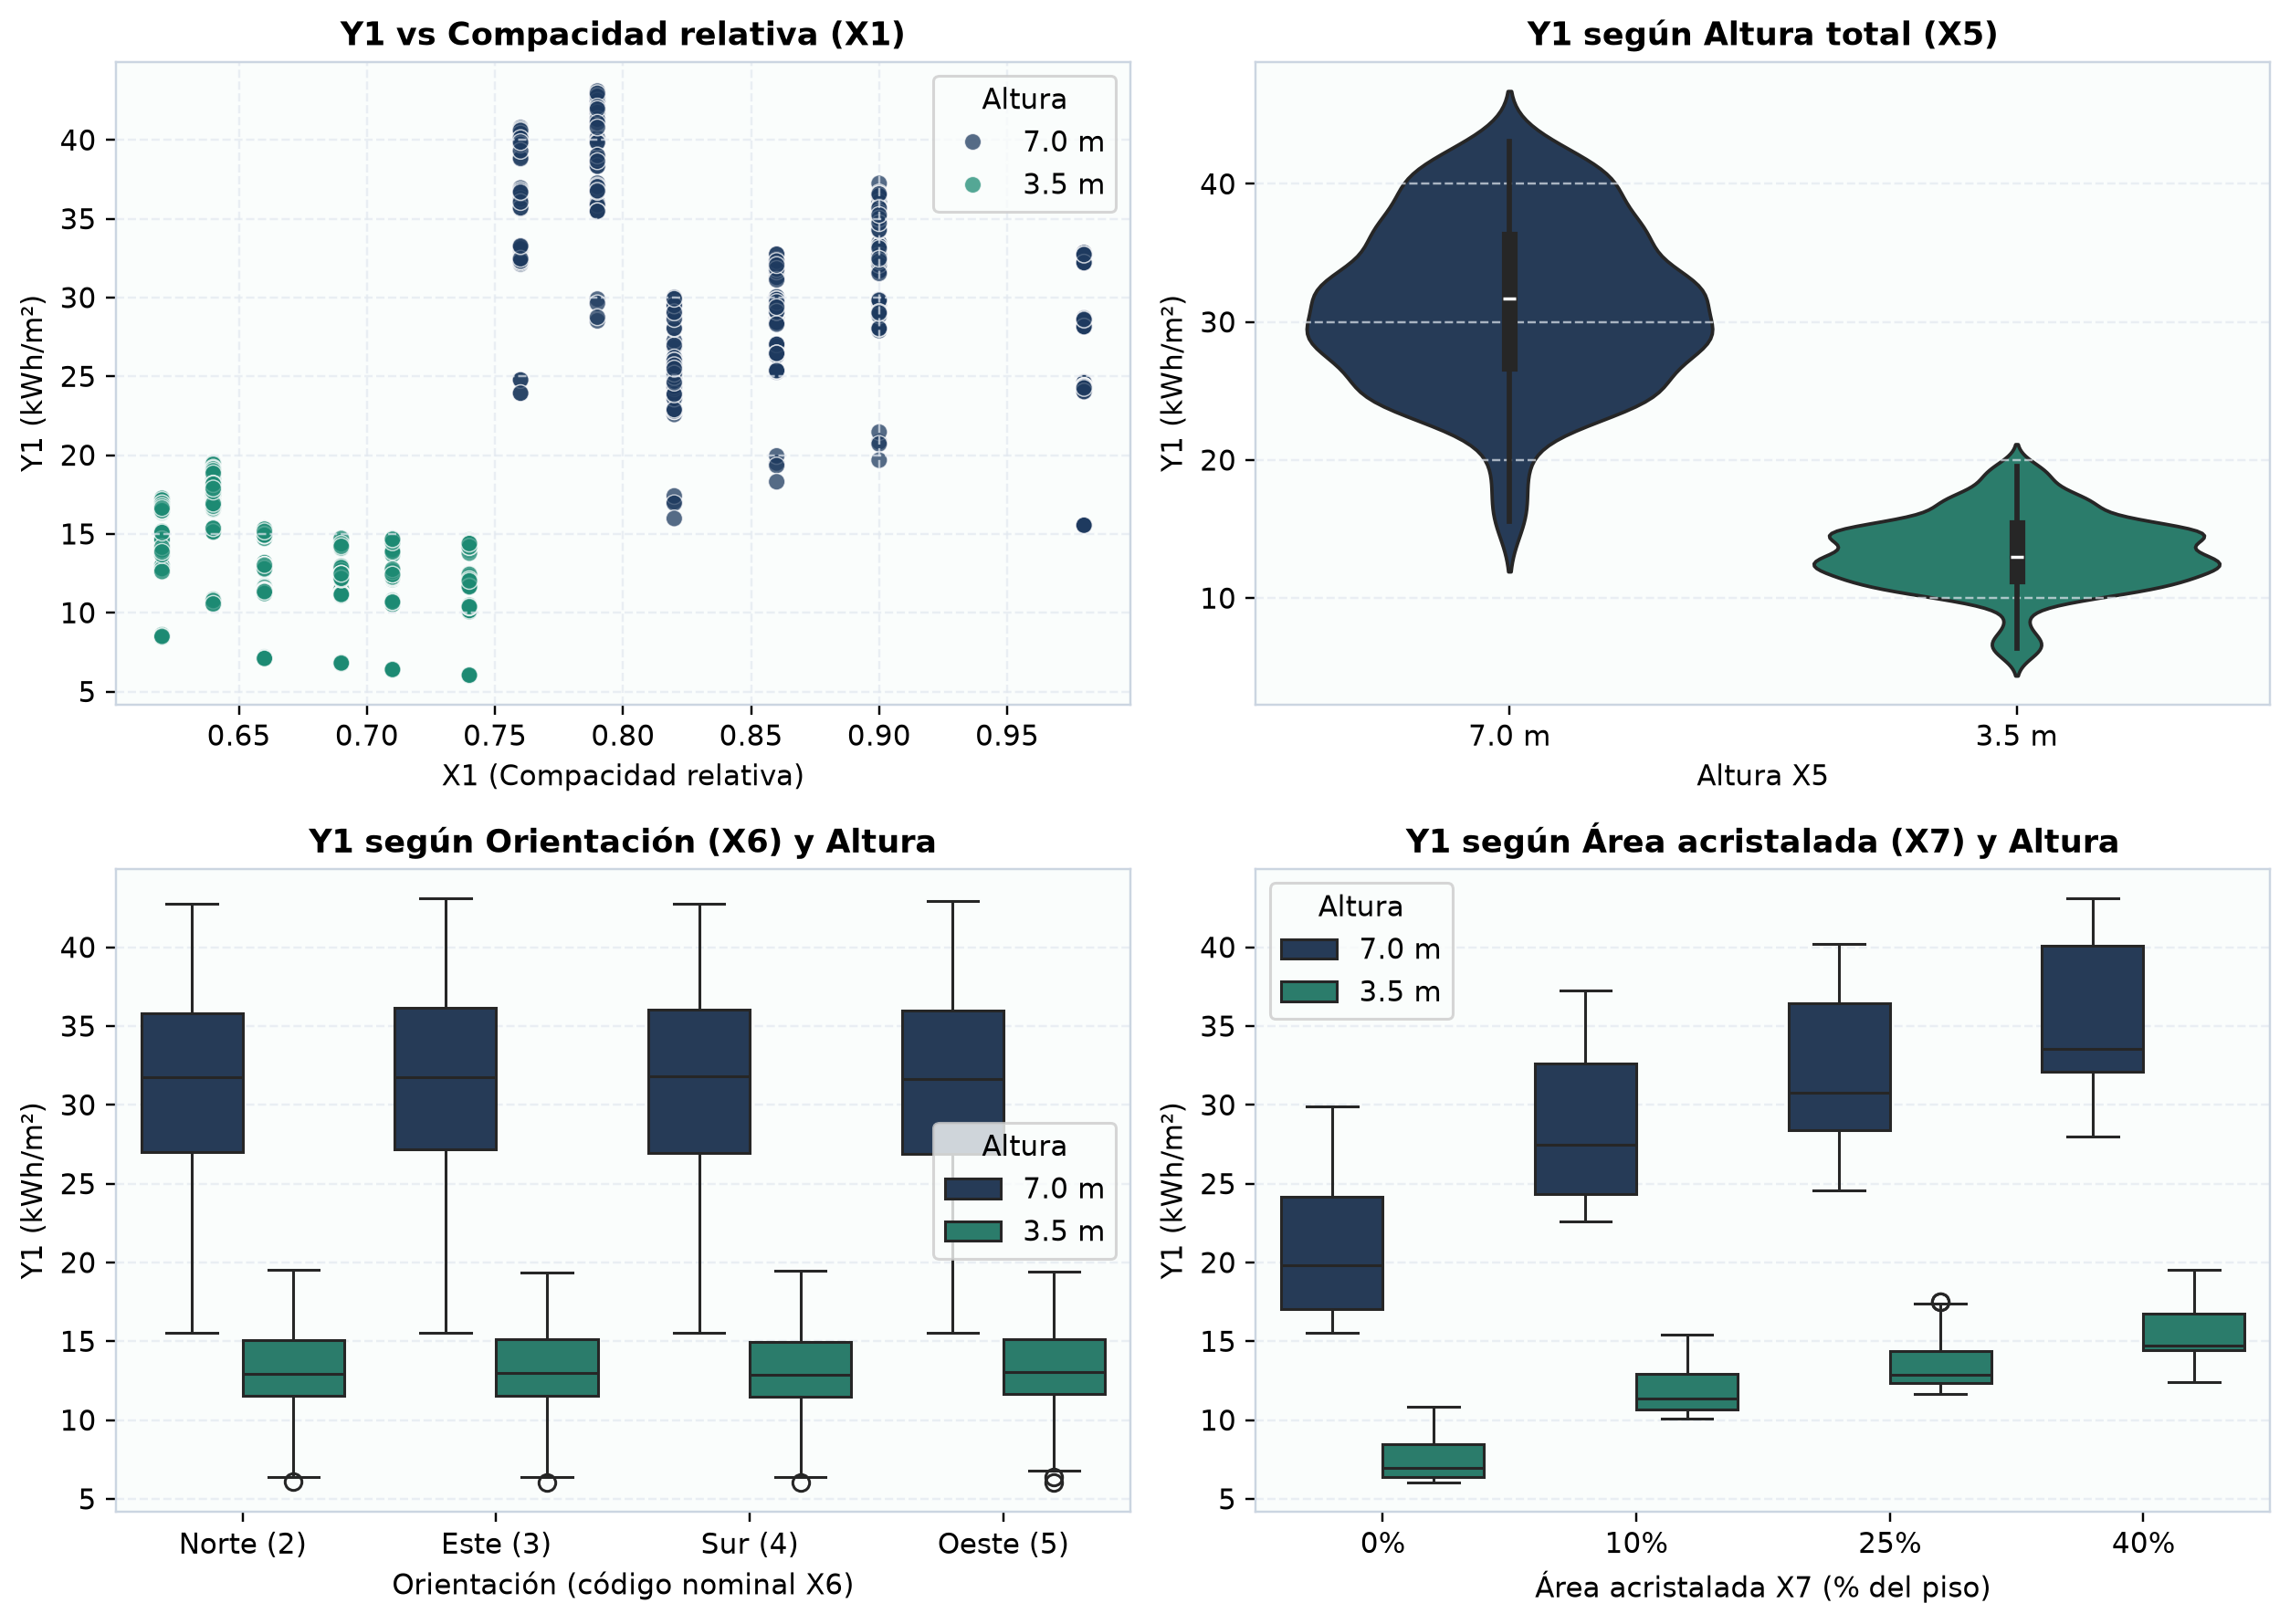 Y1 vs Compacidad relativa (X1)
Y1 (kWh/m²)
40
35
30
25
20
15
10
5
Altura
7.0 m
3.5 m
0.65 0.70 0.75 0.80 0.85 0.90 0.95
X1 (Compacidad relativa)
Y1 según Altura total (X5)
Y1 (kWh/m²)
40
30
20
10
7.0 m 3.5 m
Altura X5
Y1 según Orientación (X6) y Altura
Y1 (kWh/m²)
40
35
30
25
20
15
10
5
Altura
7.0 m
3.5 m
Norte (2) Este (3) Sur (4) Oeste (5)
Orientación (código nominal X6)
Y1 según Área acristalada (X7) y Altura
Y1 (kWh/m²)
40
35
30
25
20
15
10
5
Altura
7.0 m
3.5 m
0% 10% 25% 40%
Área acristalada X7 (% del piso)